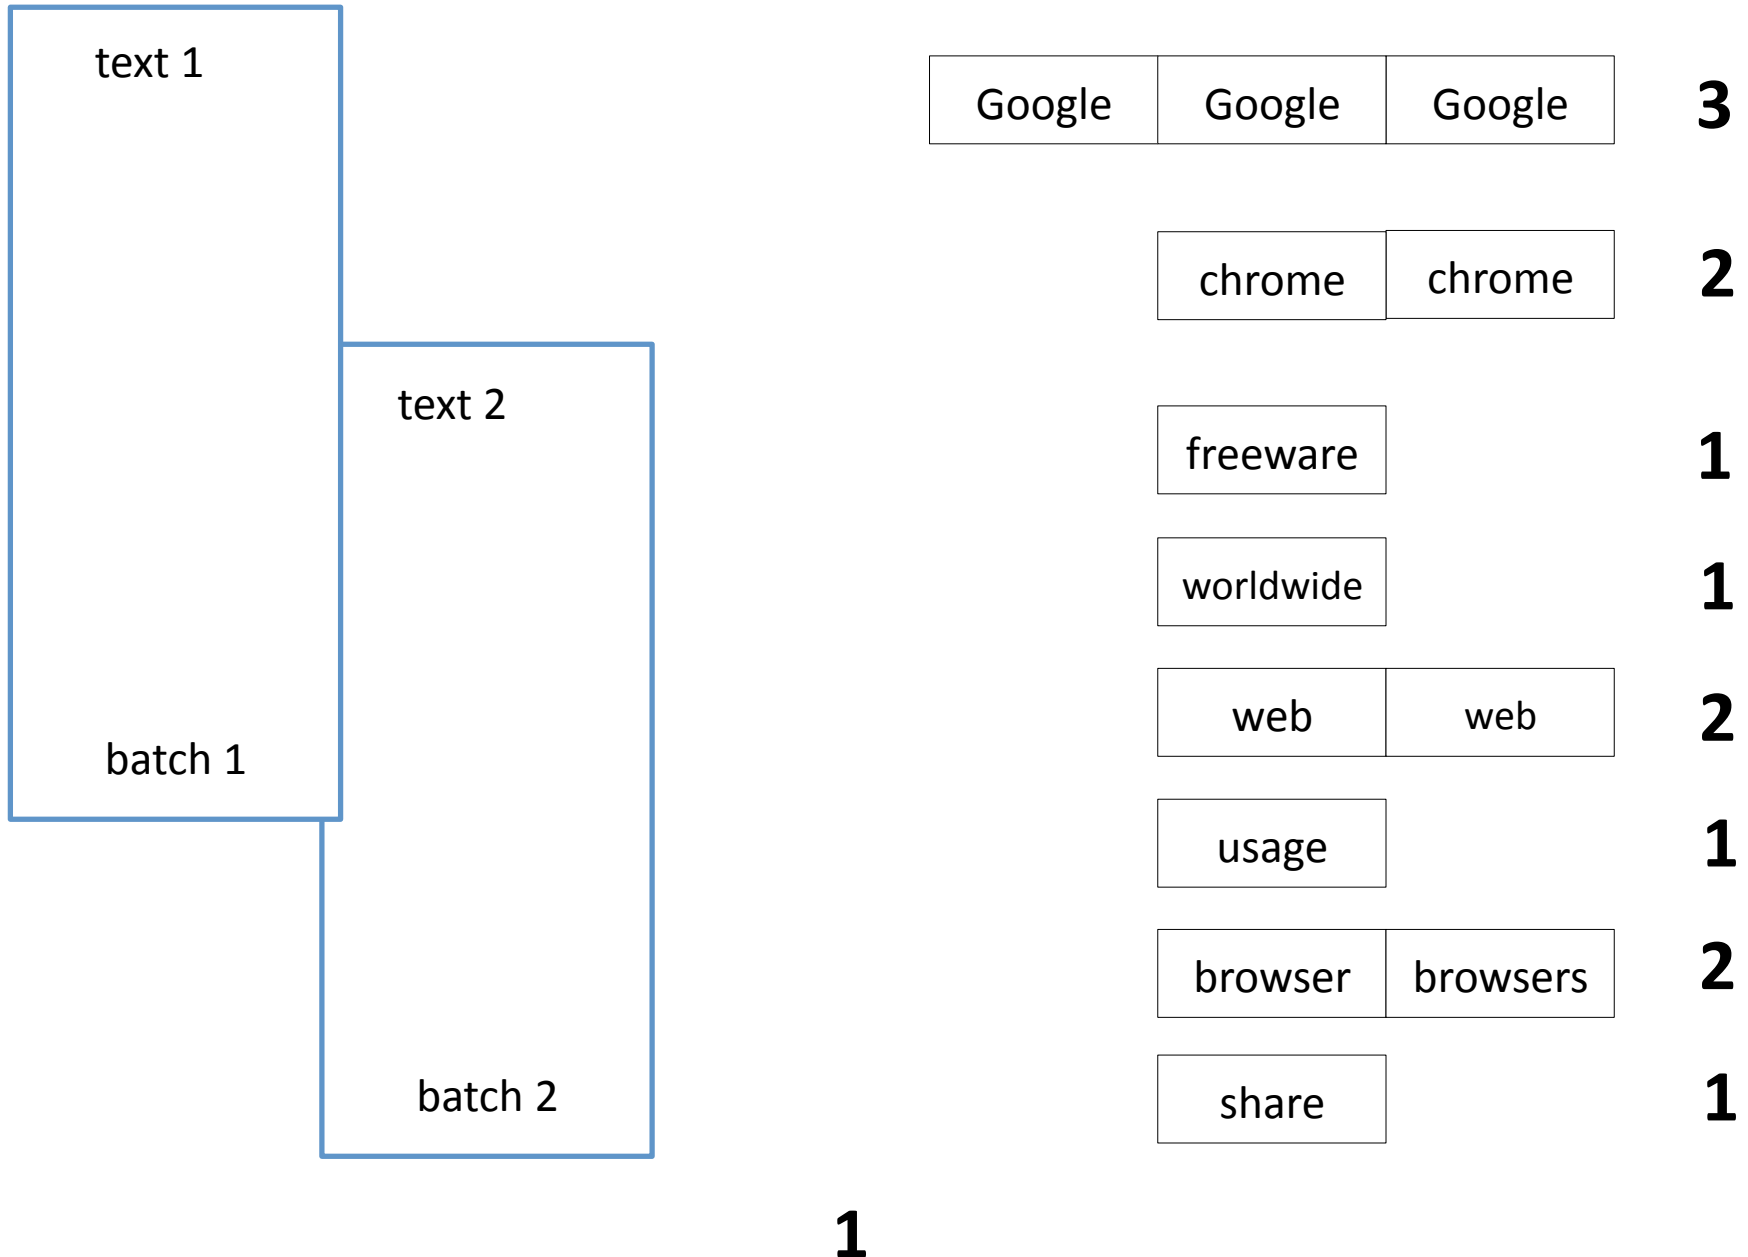 text 1
Google Google Google 3
chrome chrome 2
text 2
freeware 1
worldwide 1
web web 2
batch 1
usage 1
browser browsers 2
batch 2
share 1
1